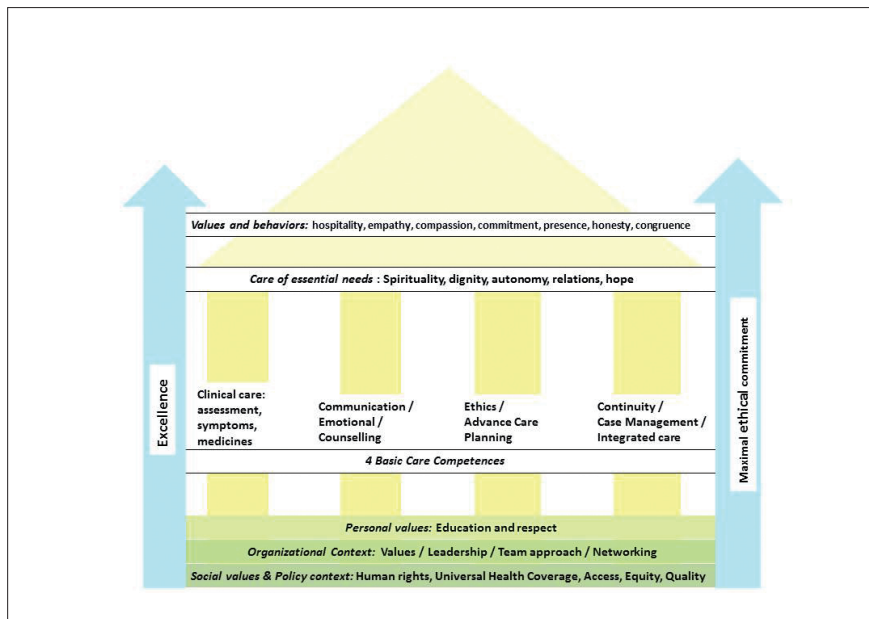 Values and behaviors: hospitality, empathy, compassion, commitment, presence, honesty, congruence
Care of essential needs : Spirituality, dignity, autonomy, relations, hope
Excellence
Clinical care:
assessment,
symptoms,
medicines
Communication /
Emotional /
Counselling
Ethics /
Advance Care
Planning
Continuity /
Case Management /
Integrated care
Maximal ethical commitment
4 Basic Care Competences
Personal values: Education and respect
Organizational Context: Values / Leadership / Team approach / Networking
Social values & Policy context: Human rights, Universal Health Coverage, Access, Equity, Quality